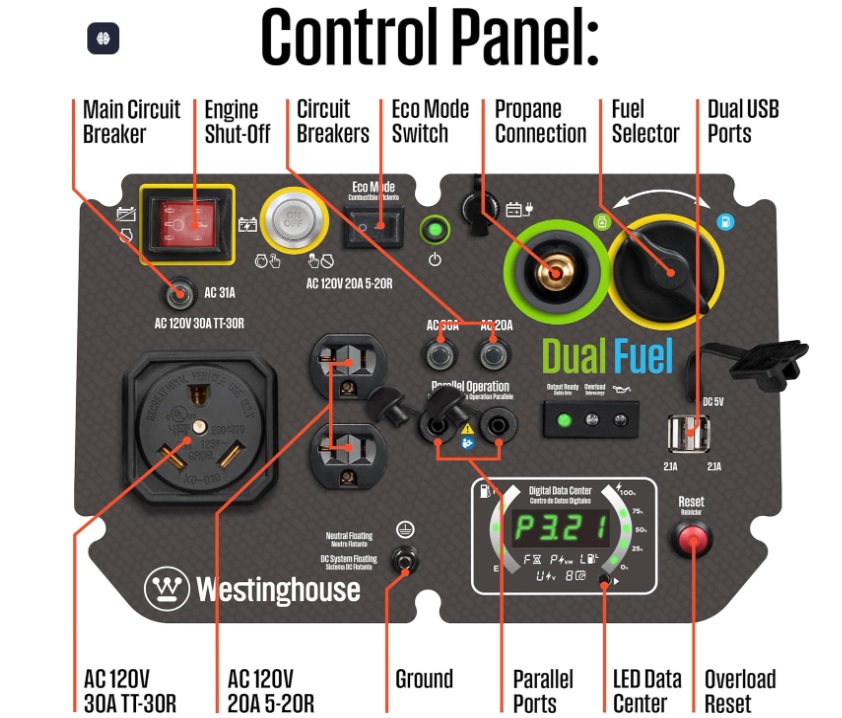 Control Panel:
Main Circuit
Breaker
Engine
Shut-Off
Circuit
Breakers
Eco Mode
Switch
Propane
Connection
Fuel
Selector
Dual USB
Ports
Eco Mode
ON
OFF
AC 31A
AC 120V 20A 5-20R
AC 120V 30A TT-30R
AC 20A
Dual Fuel
Parallel Operation
Output Ready
Overload
DC 5V
2.1A
2.1A
Digital Data Center
Centro de Datos Digitales
100%
75%
50%
25%
0%
E
P3.21
Reset
Reiniciar
Neutral Floating
Neutro Flotante
DC System Floating
Sistema DC Flotante
Westinghouse
AC 120V
30A TT-30R
AC 120V
20A 5-20R
Ground
Parallel
Ports
LED Data
Center
Overload
Reset